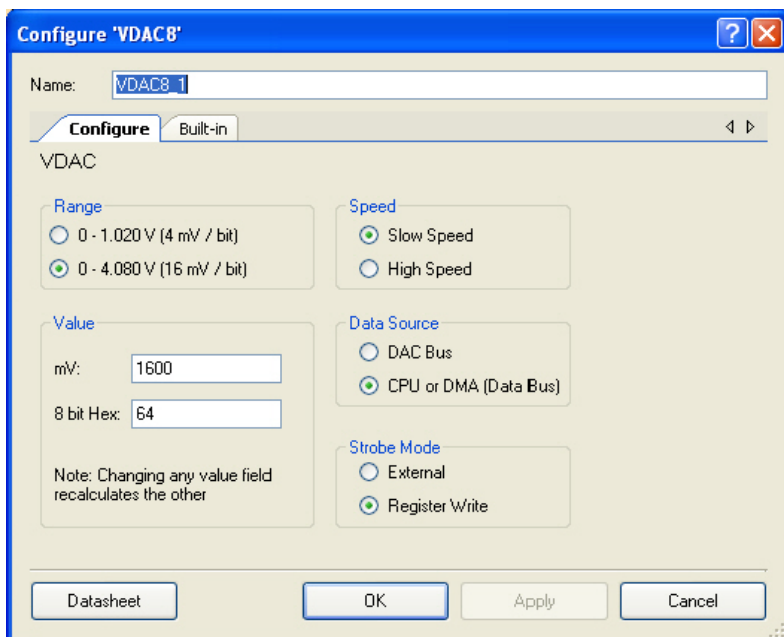 Configure 'VDAC8'
Name: VDAC8_1
Configure Built-in
VDAC
Range
0 - 1.020 V (4 mV / bit)
0 - 4.080 V (16 mV / bit)
Speed
Slow Speed
High Speed
Value
mV: 1600
8 bit Hex: 64
Note: Changing any value field
recalculates the other
Data Source
DAC Bus
CPU or DMA (Data Bus)
Strobe Mode
External
Register Write
Datasheet OK Apply Cancel